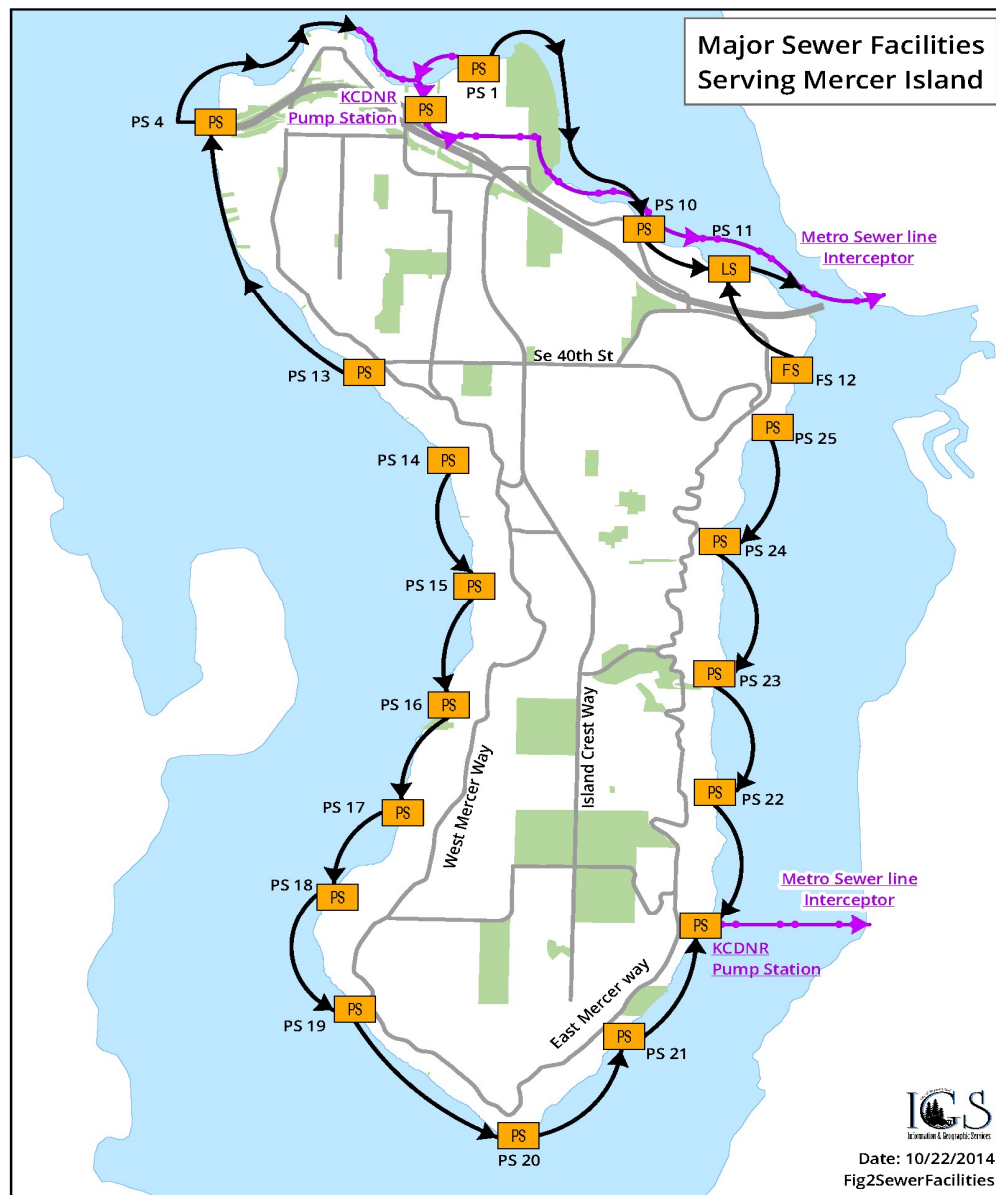 Major Sewer Facilities
Serving Mercer Island
PS
PS 1
KCDNR
Pump Station
PS
PS 4
PS
PS 10
PS
PS 11
LS
Metro Sewer line
Interceptor
Se 40th St
PS 13
PS
FS
FS 12
PS
PS 25
PS 14
PS
PS
PS 24
PS 15
PS
PS
PS 23
PS 16
PS
Island Crest Way
West Mercer Way
PS
PS 22
PS 17
PS
PS 18
PS
Metro Sewer line
Interceptor
PS
KCDNR
Pump Station
East Mercer way
PS 19
PS
PS
PS 21
PS
PS 20
IGS
Information & Geographic Services
Date: 10/22/2014
Fig2SewerFacilities